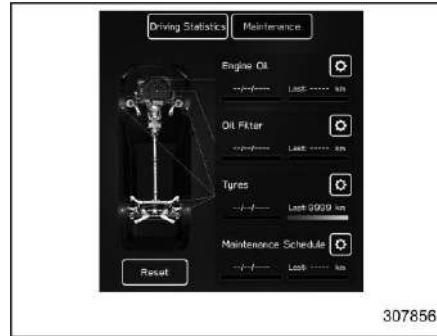 Driving Statistics Maintenance
Engine Oil
--/--/---- Last: ----- km
Oil Filter
--/--/---- Last: ----- km
Tyres
--/--/---- Last: 9999 km
Maintenance Schedule
--/--/---- Last: ----- km
Reset
307856